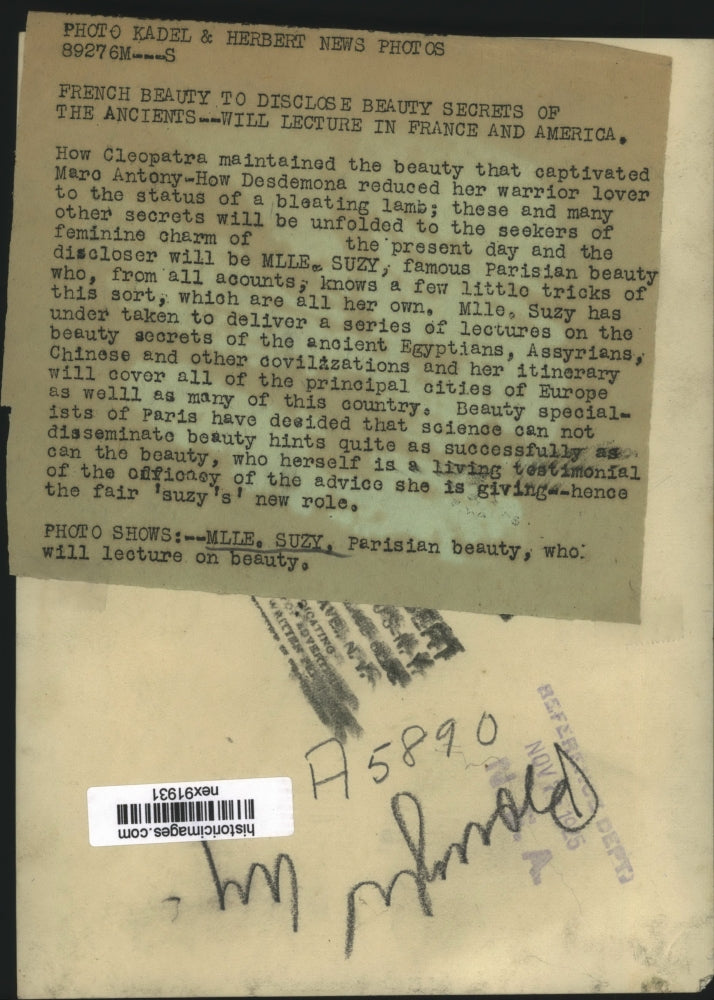 PHOTO KADEL & HERBERT NEWS PHOTOS
89276M---S
FRENCH BEAUTY TO DISCLOSE BEAUTY SECRETS OF
THE ANCIENTS--WILL LECTURE IN FRANCE AND AMERICA.
How Cleopatra maintained the beauty that captivated
Marc Antony-How Desdemona reduced her warrior lover
to the status of a bleating lamb; these and many
other secrets will be unfolded to the seekers of
feminine charm of the present day and the
discloser will be MLLE. SUZY, famous Parisian beauty
who, from all acounts, knows a few little tricks of
this sort, which are all her own. Mlle. Suzy has
under taken to deliver a series of lectures on the
beauty secrets of the ancient Egyptians, Assyrians,
Chinese and other covilizations and her itinerary
will cover all of the principal cities of Europe
as welll as many of this country. Beauty special-
ists of Paris have decided that science can not
disseminate beauty hints quite as successfully as
can the beauty, who herself is a living testimonial
of the efficacy of the advice she is giving--hence
the fair 'suzy's' new role.
PHOTO SHOWS:--MLLE. SUZY, Parisian beauty, who
will lecture on beauty.
AVE., N.Y.
N.Y.
A5890
REFERENCE DEPT.
NOV
N. E. A.
historicimages.com
nex91931